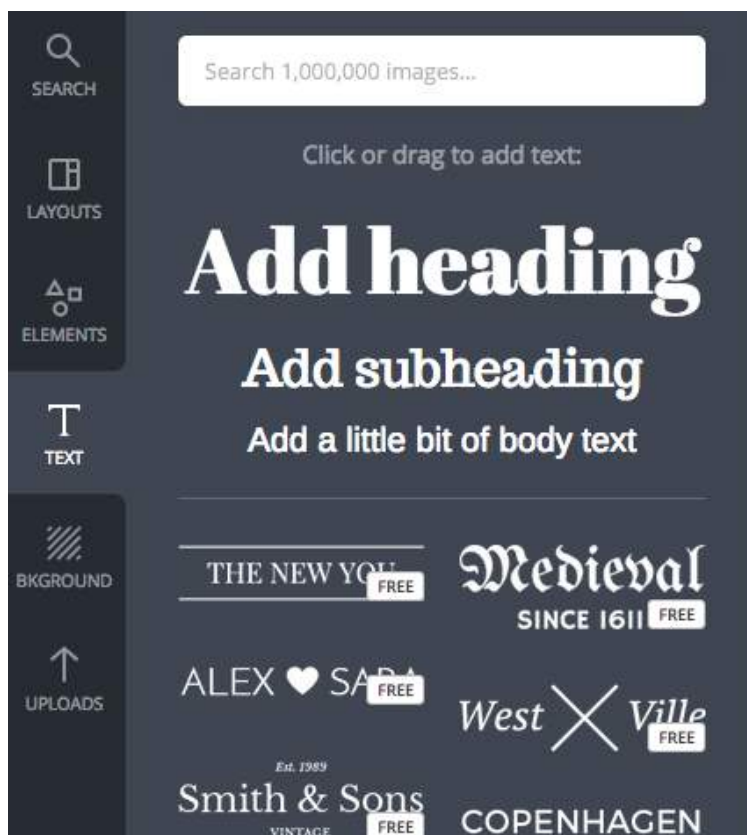 SEARCH
LAYOUTS
ELEMENTS
TEXT
BKGROUND
UPLOADS
Search 1,000,000 images...
Click or drag to add text:
Add heading
Add subheading
Add a little bit of body text
THE NEW YOU
FREE
Medieval
SINCE 1611
FREE
ALEX ♥ SARA
FREE
West Ville
FREE
Est. 1989
Smith & Sons
VINTAGE
FREE
COPENHAGEN